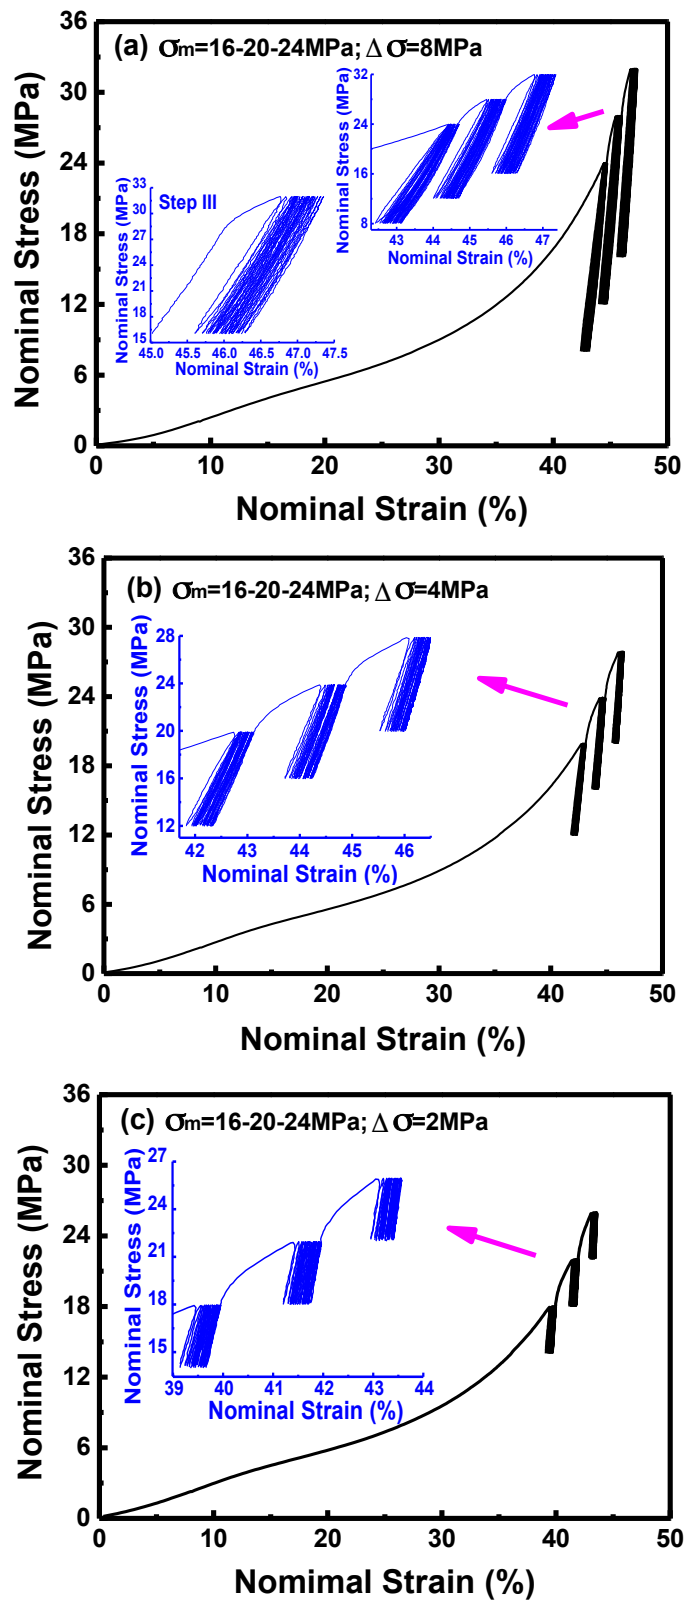 (a) σm=16-20-24MPa; Δ σ=8MPa
Nominal Stress (MPa)
36
30
24
18
12
6
0
Nominal Stress (MPa)
32
24
16
8
43 44 45 46 47
Nominal Strain (%)
Step III
Nominal Stress (MPa)
33
30
27
24
21
18
15
45.0 45.5 46.0 46.5 47.0 47.5
Nominal Strain (%)
0 10 20 30 40 50
Nominal Strain (%)
(b) σm=16-20-24MPa; Δ σ=4MPa
Nominal Stress (MPa)
36
30
24
18
12
6
0
Nominal Stress (MPa)
28
24
20
16
12
42 43 44 45 46
Nominal Strain (%)
0 10 20 30 40 50
Nominal Strain (%)
(c) σm=16-20-24MPa; Δ σ=2MPa
Nominal Stress (MPa)
36
30
24
18
12
6
0
Nominal Stress (MPa)
27
24
21
18
15
39 40 41 42 43 44
Nominal Strain (%)
0 10 20 30 40 50
Nomimal Strain (%)